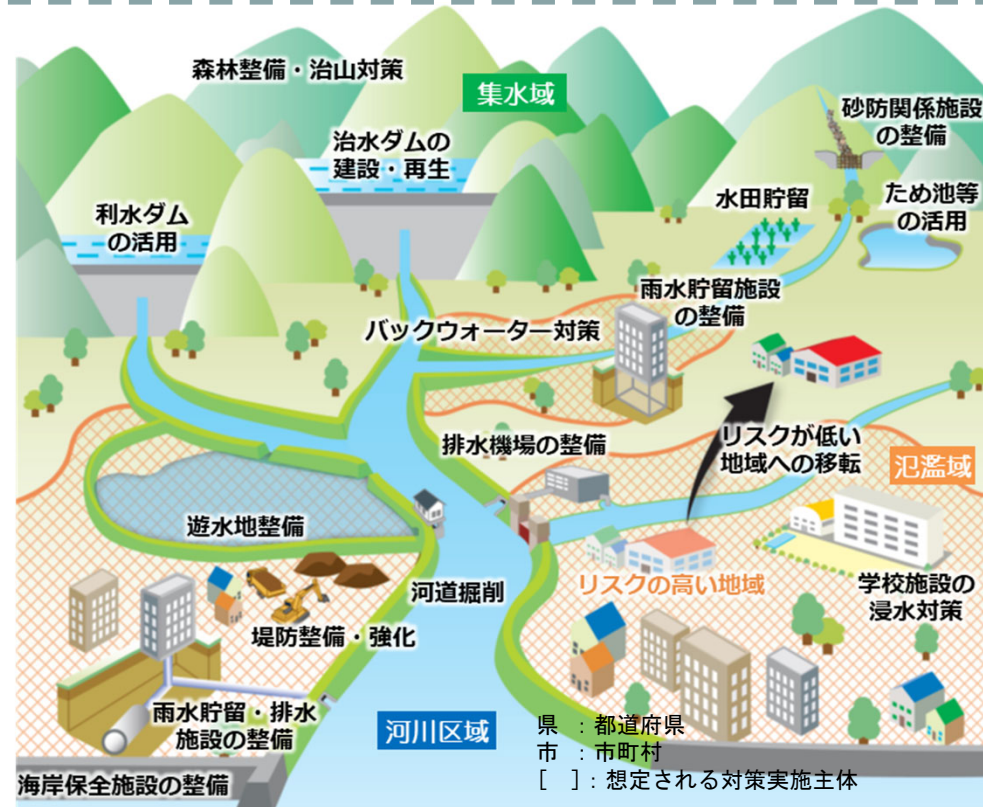 森林整備・治山対策
集水域
砂防関係施設
の整備
治水ダムの
建設・再生
水田貯留
ため池等
の活用
利水ダム
の活用
雨水貯留施設
の整備
バックウォーター対策
排水機場の整備
リスクが低い
地域への移転
氾濫域
遊水地整備
河道掘削
リスクの高い地域
学校施設の
浸水対策
堤防整備・強化
雨水貯留・排水
施設の整備
河川区域
県 ：都道府県
市 ：市町村
[ ]：想定される対策実施主体
海岸保全施設の整備